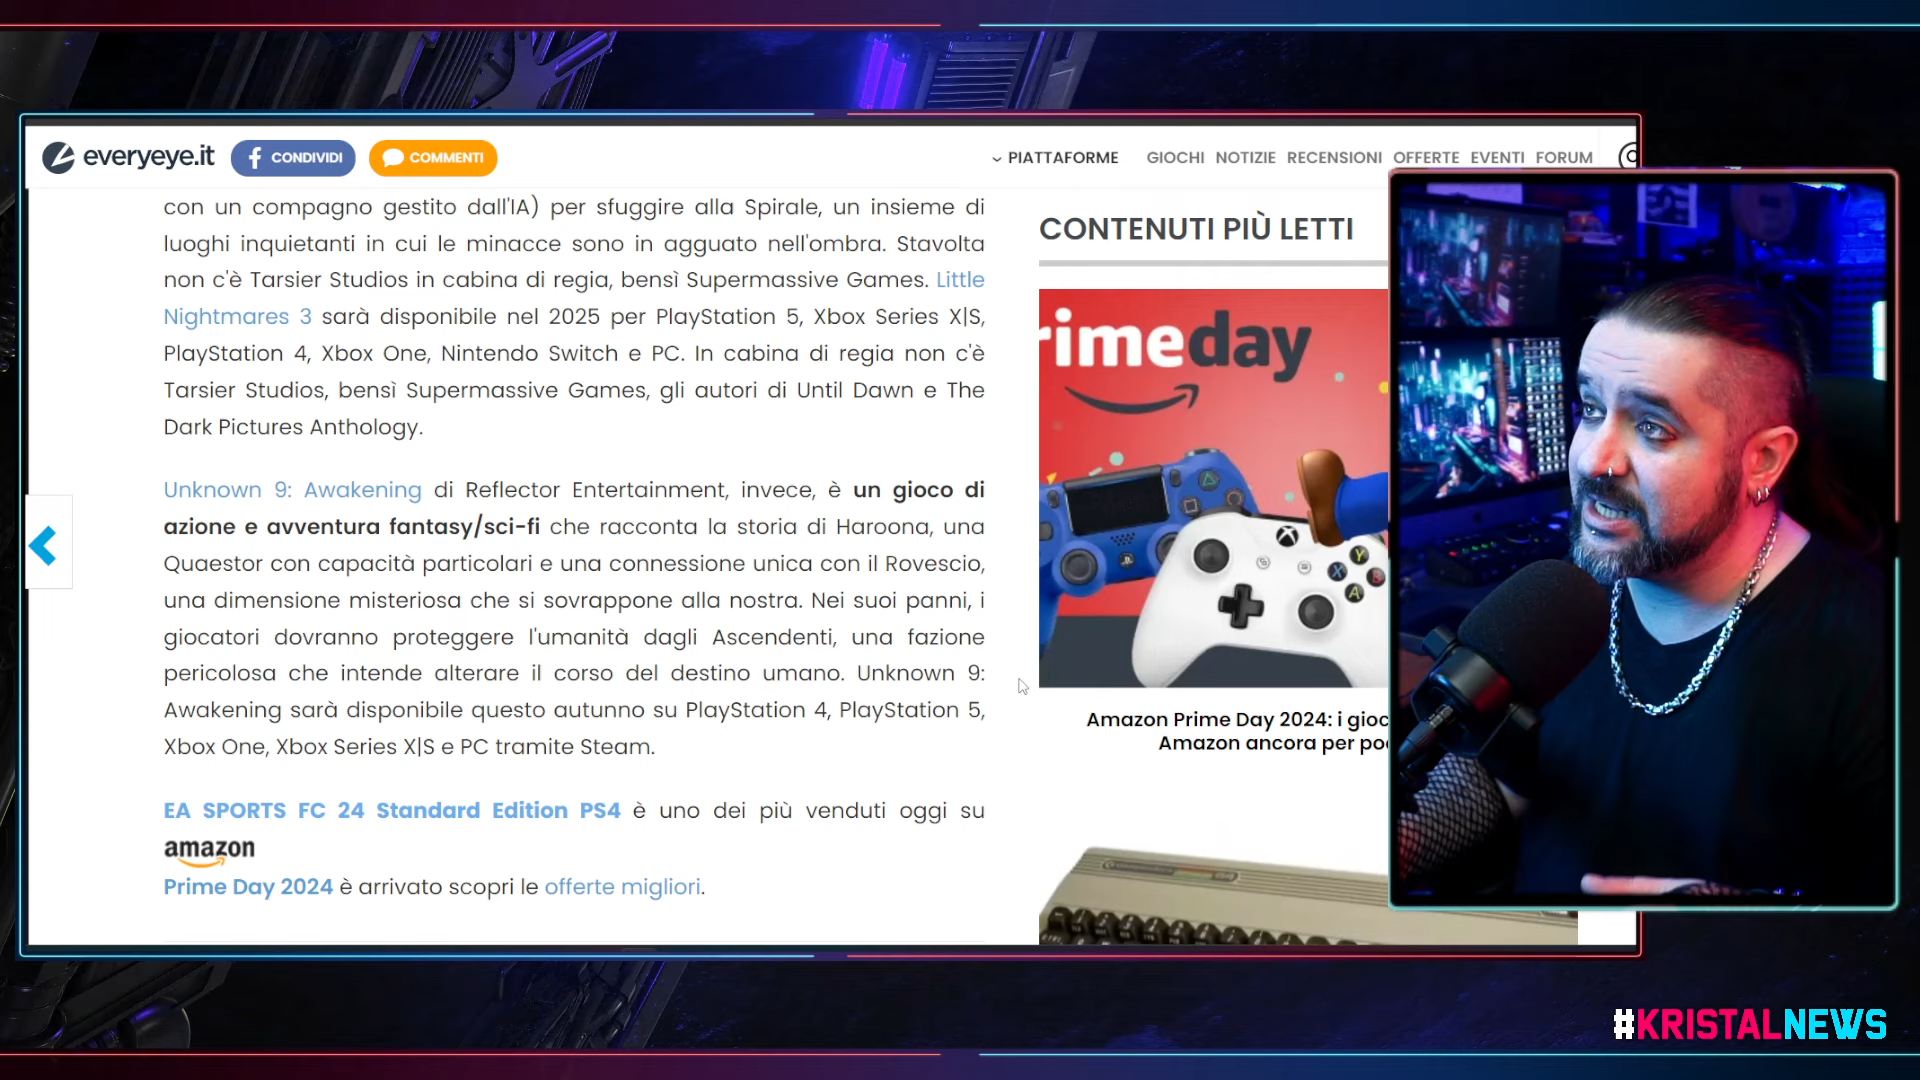 everyeye.it
CONDIVIDI
COMMENTI
PIATTAFORME
GIOCHI
NOTIZIE
RECENSIONI
OFFERTE
EVENTI
FORUM
con un compagno gestito dall'IA) per sfuggire alla Spirale, un insieme di
luoghi inquietanti in cui le minacce sono in agguato nell'ombra. Stavolta
non c'è Tarsier Studios in cabina di regia, bensì Supermassive Games. Little
Nightmares 3 sarà disponibile nel 2025 per PlayStation 5, Xbox Series X|S,
PlayStation 4, Xbox One, Nintendo Switch e PC. In cabina di regia non c'è
Tarsier Studios, bensì Supermassive Games, gli autori di Until Dawn e The
Dark Pictures Anthology.
Unknown 9: Awakening di Reflector Entertainment, invece, è un gioco di
azione e avventura fantasy/sci-fi che racconta la storia di Haroona, una
Quaestor con capacità particolari e una connessione unica con il Rovescio,
una dimensione misteriosa che si sovrappone alla nostra. Nei suoi panni, i
giocatori dovranno proteggere l'umanità dagli Ascendenti, una fazione
pericolosa che intende alterare il corso del destino umano. Unknown 9:
Awakening sarà disponibile questo autunno su PlayStation 4, PlayStation 5,
Xbox One, Xbox Series X|S e PC tramite Steam.
EA SPORTS FC 24 Standard Edition PS4 è uno dei più venduti oggi su
amazon
Prime Day 2024 è arrivato scopri le offerte migliori.
CONTENUTI PIÙ LETTI
rimeday
Y
X
B
A
Amazon Prime Day 2024: i gioc
Amazon ancora per po
#KRISTALNEWS